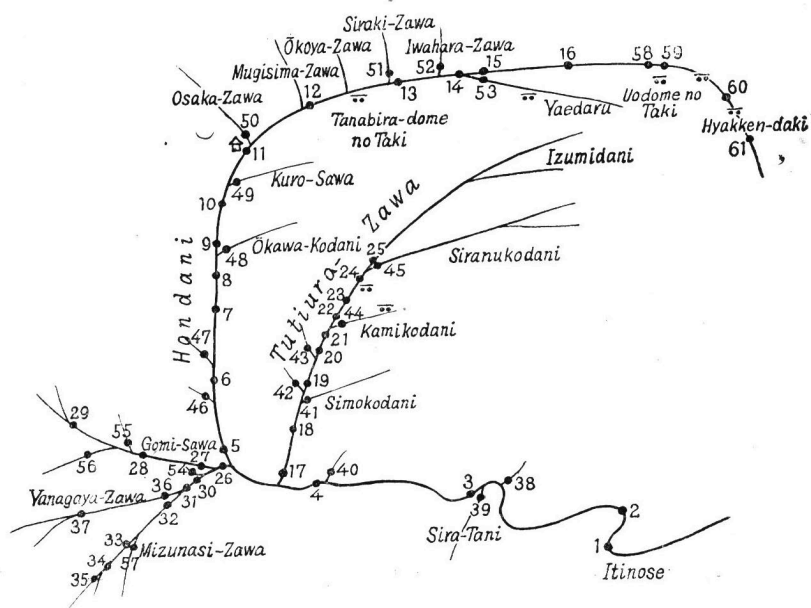 Siraki-Zawa
Ōkoya-Zawa
Iwahara-Zawa
Mugisima-Zawa
51
52
15
16
58
59
12
13
14
53
60
Osaka-Zawa
Yaedaru
Uodome no
Taki
Tanabira-dome
no Taki
50
Hyakken-daki
11
61
Izumidani
Kuro-Sawa
49
10
Tutiura-Zawa
Hondani
9
Ōkawa-Kodani
48
25
Siranukodani
45
24
8
23
7
22
44
Kamikodani
21
47
43
20
19
6
42
41
Simokodani
46
29
18
55
Gomi-Sawa
5
56
28
27
54
26
17
40
4
36
30
3
38
Yanagaya-Zawa
31
39
37
32
2
Sira-Tani
33
Mizunasi-Zawa
1
34
57
35
Itinose